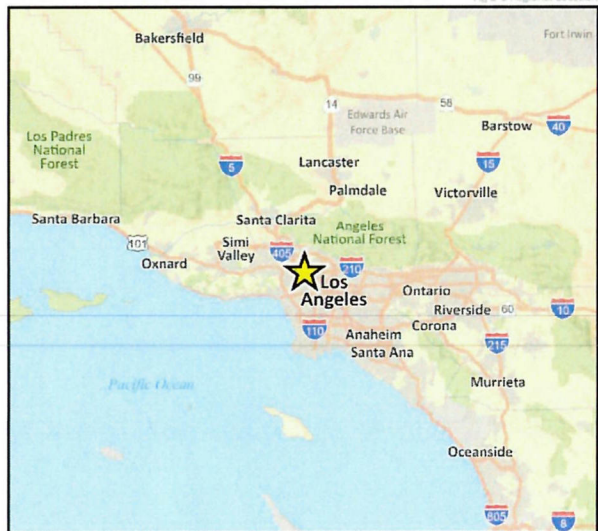 Bakersfield
Fort Irwin
99
14
58
Edwards Air
Force Base
Barstow
40
Los Padres
National
Forest
5
Lancaster
15
Palmdale
Victorville
Santa Barbara
Santa Clarita
Angeles
National Forest
101
Simi
Valley
405
Oxnard
210
Los
Angeles
Ontario
Riverside
60
10
110
Anaheim
Corona
215
Santa Ana
Pacific Ocean
Murrieta
Oceanside
805
8